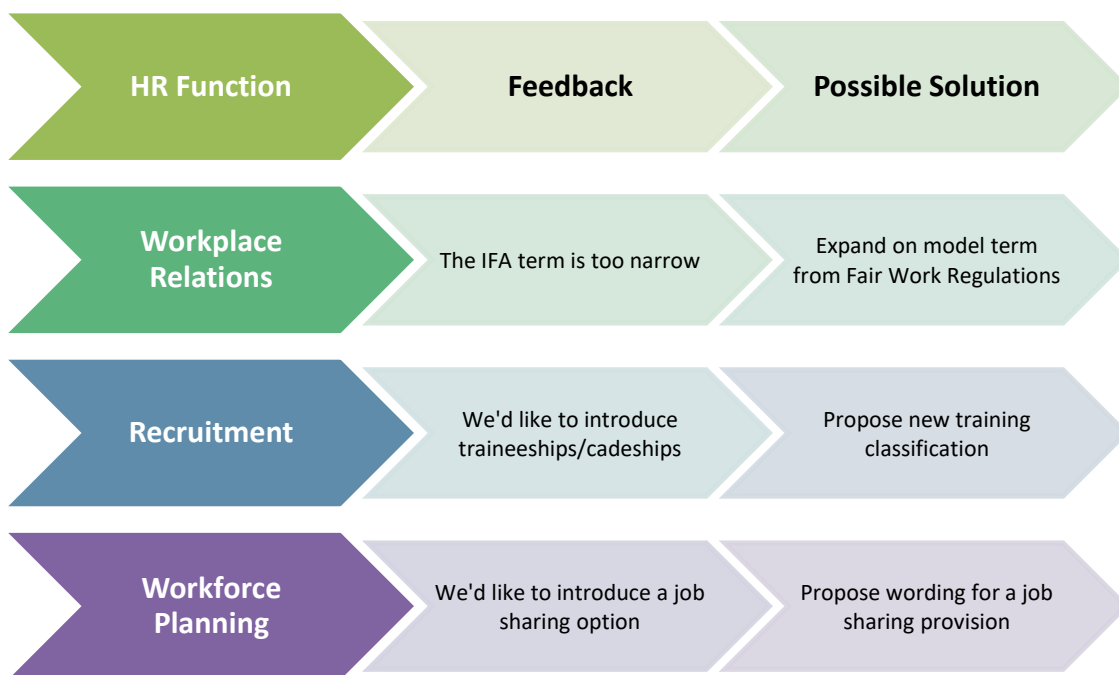 HR Function
Feedback
Possible Solution
Workplace
Relations
The IFA term is too narrow
Expand on model term
from Fair Work Regulations
Recruitment
We'd like to introduce
traineeships/cadeships
Propose new training
classification
Workforce
Planning
We'd like to introduce a job
sharing option
Propose wording for a job
sharing provision